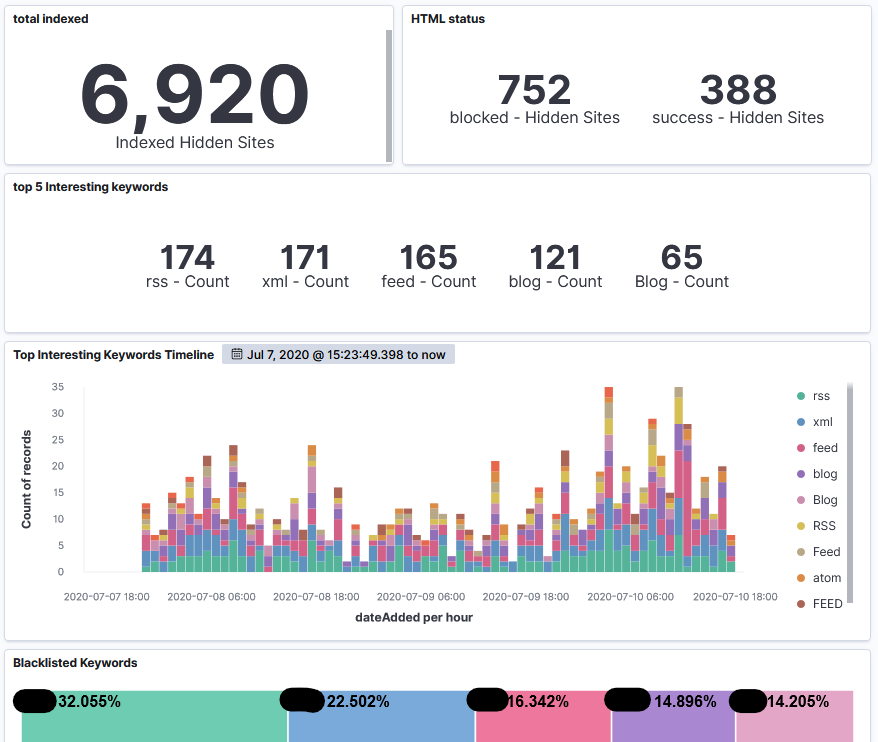 total indexed
6,920
Indexed Hidden Sites
HTML status
752
blocked - Hidden Sites
388
success - Hidden Sites
top 5 Interesting keywords
174
rss - Count
171
xml - Count
165
feed - Count
121
blog - Count
65
Blog - Count
Top Interesting Keywords Timeline
Jul 7, 2020 @ 15:23:49.398 to now
Count of records
35
30
25
20
15
10
5
0
2020-07-07 18:00
2020-07-08 06:00
2020-07-08 18:00
2020-07-09 06:00
2020-07-09 18:00
2020-07-10 06:00
2020-07-10 18:00
dateAdded per hour
rss
xml
feed
blog
Blog
RSS
Feed
atom
FEED
Blacklisted Keywords
32.055%
22.502%
16.342%
14.896%
14.205%